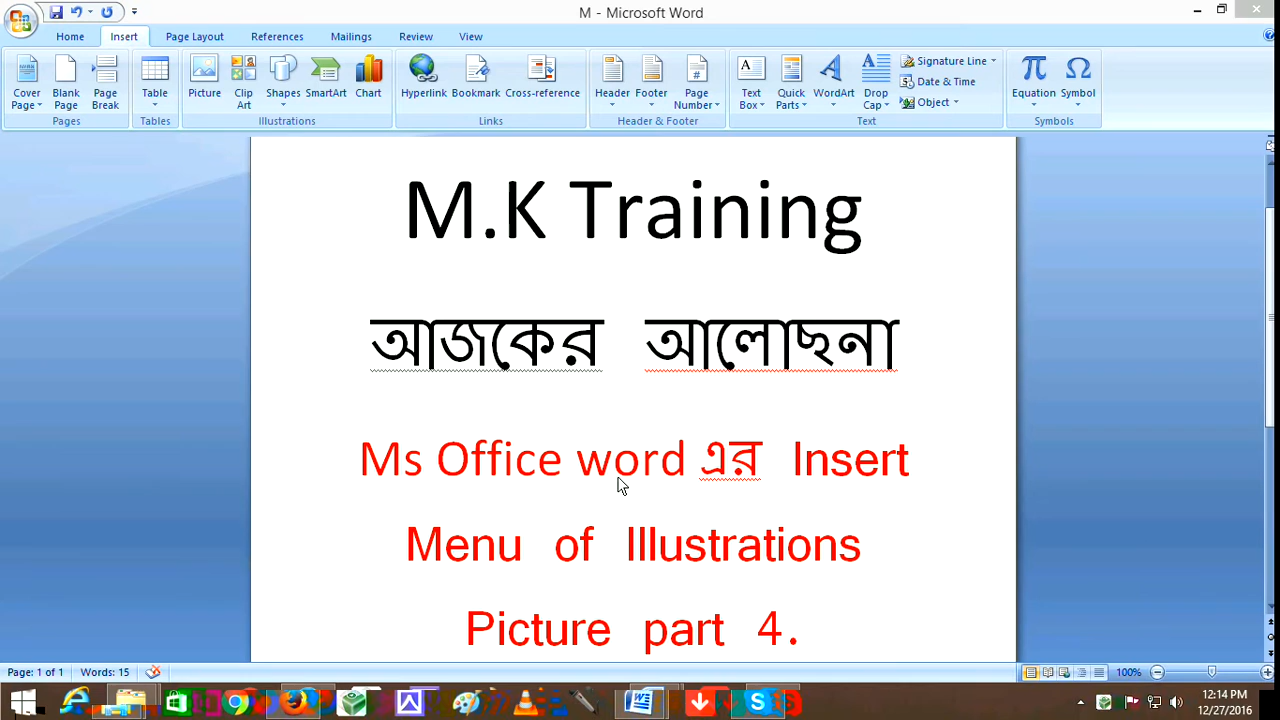 M - Microsoft Word
Home Insert Page Layout References Mailings Review View
Cover Page Blank Page Page Break Table Picture Clip Art Shapes SmartArt Chart Hyperlink Bookmark Cross-reference Header Footer Page Number Text Box Quick Parts WordArt Drop Cap Signature Line Date & Time Object Equation Symbol
Pages Tables Illustrations Links Header & Footer Text Symbols
M.K Training
আজকের আলোছনা
Ms Office word এর Insert
Menu of Illustrations
Picture part 4.
Page: 1 of 1 Words: 15 100%
12:14 PM
12/27/2016